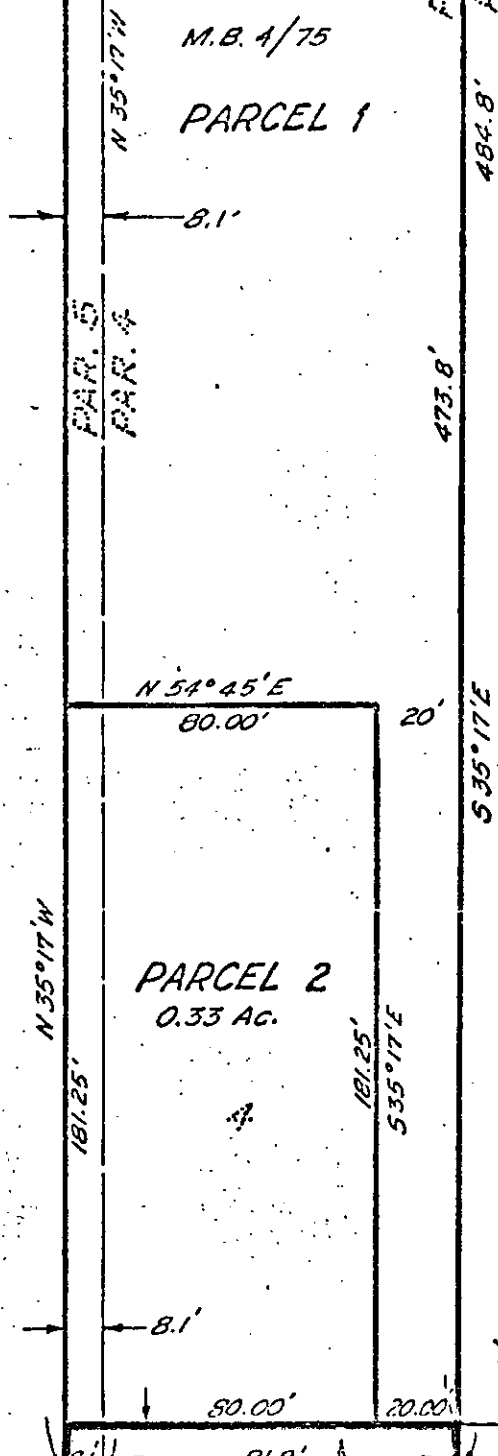 M.B. 4/75
N 35°17'W
PARCEL 1
484.8'
8.1'
PAR. 5
PAR. 4
473.8'
N 54°45'E
80.00'
20'
S 35°17'E
N 35°17'W
PARCEL 2
0.33 Ac.
181.25'
181.25'
S 35°17'E
4
8.1'
80.00'
20.00'